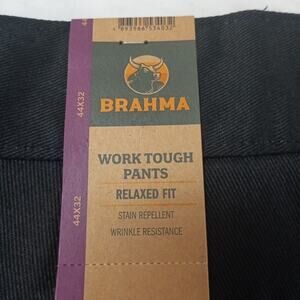 44X32
BRAHMA
WORK TOUGH
PANTS
RELAXED FIT
STAIN REPELLENT
WRINKLE RESISTANCE
44X32